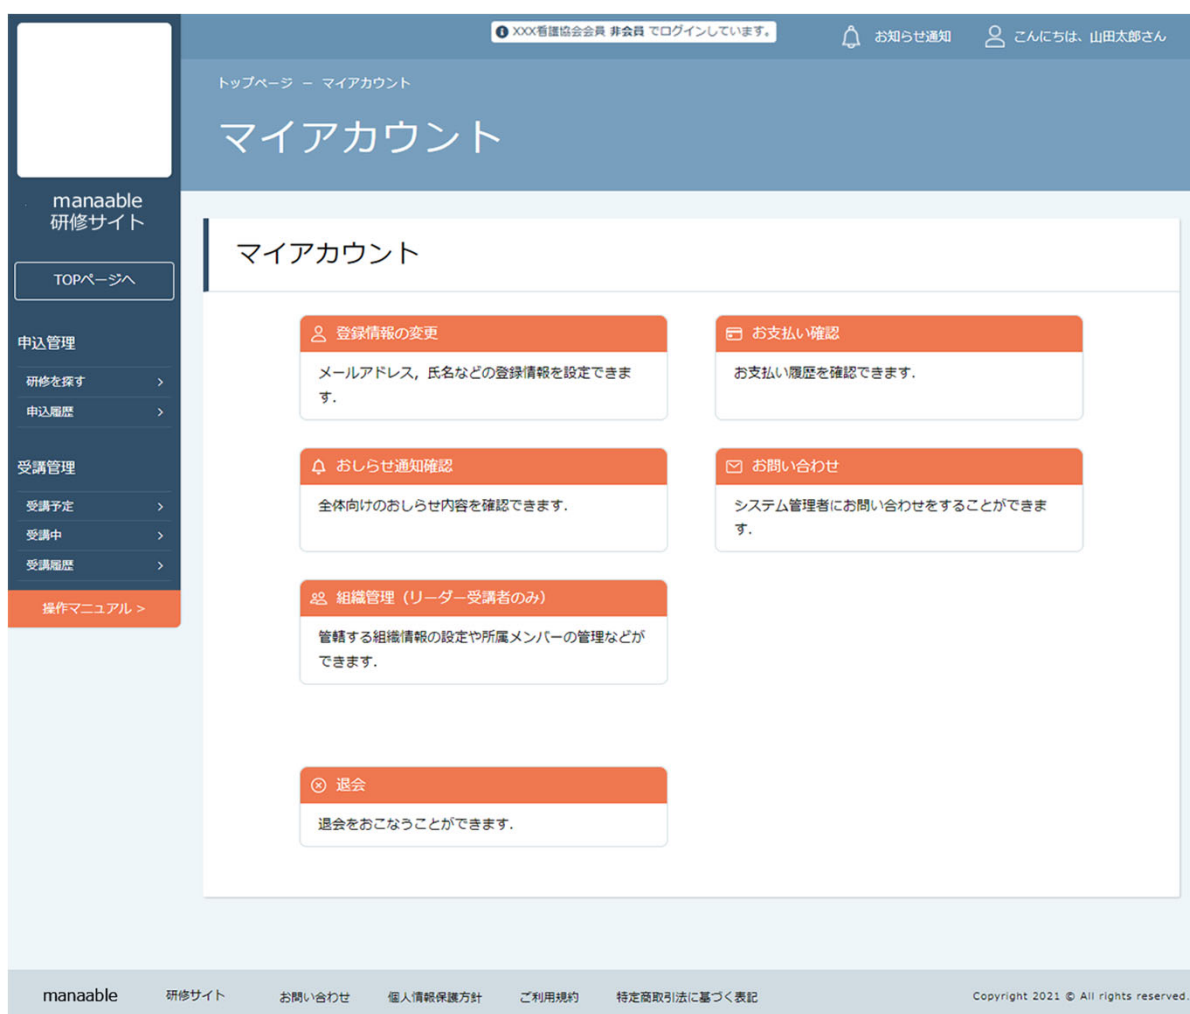 XXX看護協会会員 非会員 でログインしています。
お知らせ通知
こんにちは、山田太郎さん
トップページ － マイアカウント
マイアカウント
manaable
研修サイト
TOPページへ
申込管理
研修を探す
申込履歴
受講管理
受講予定
受講中
受講履歴
操作マニュアル >
マイアカウント
登録情報の変更
メールアドレス，氏名などの登録情報を設定できま
す．
お支払い確認
お支払い履歴を確認できます．
おしらせ通知確認
全体向けのおしらせ内容を確認できます．
お問い合わせ
システム管理者にお問い合わせをすることができま
す．
組織管理（リーダー受講者のみ）
管轄する組織情報の設定や所属メンバーの管理などが
できます．
退会
退会をおこなうことができます．
manaable 研修サイト お問い合わせ 個人情報保護方針 ご利用規約 特定商取引法に基づく表記 Copyright 2021 © All rights reserved.